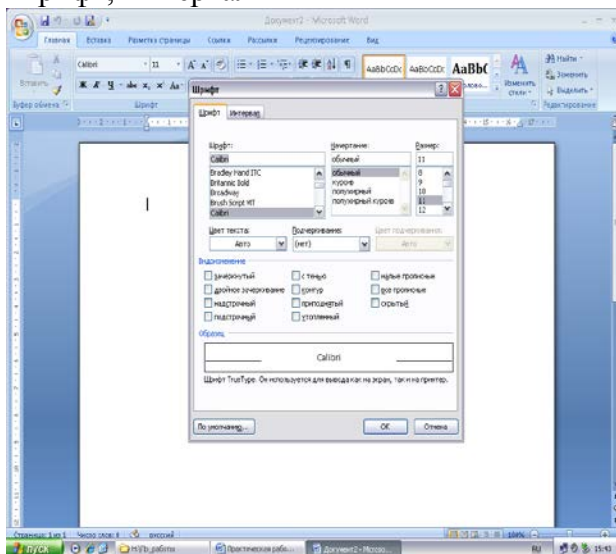 Документ2 - Microsoft Word
Главная Вставка Разметка страницы Ссылки Рассылки Рецензирование Вид
Calibri 11
AaBbCcDc AaBbCcDc AaBbC
Найти
Заменить
Выделить
Изменить стили
Вставить
Буфер обмена Шрифт Редактирование
Шрифт
Шрифт Интервал
Шрифт: Начертание: Размер:
Calibri обычный 11
Bradley Hand ITC обычный 8
Britannic Bold курсив 9
Broadway полужирный 10
Brush Script MT полужирный курсив 11
Calibri 12
Цвет текста: Подчеркивание: Цвет подчеркивания:
Авто (нет) Авто
Видоизменение
зачеркнутый с тенью малые прописные
двойное зачеркивание контур все прописные
надстрочный приподнятый скрытый
подстрочный утопленный
Образец
Calibri
Шрифт TrueType. Он используется для вывода как на экран, так и на принтер.
По умолчанию... ОК Отмена
Страница: 1 из 1 Число слов: 0 русский 100%
пуск Практическая рабо... Документ2 - Microso... RU 15:43